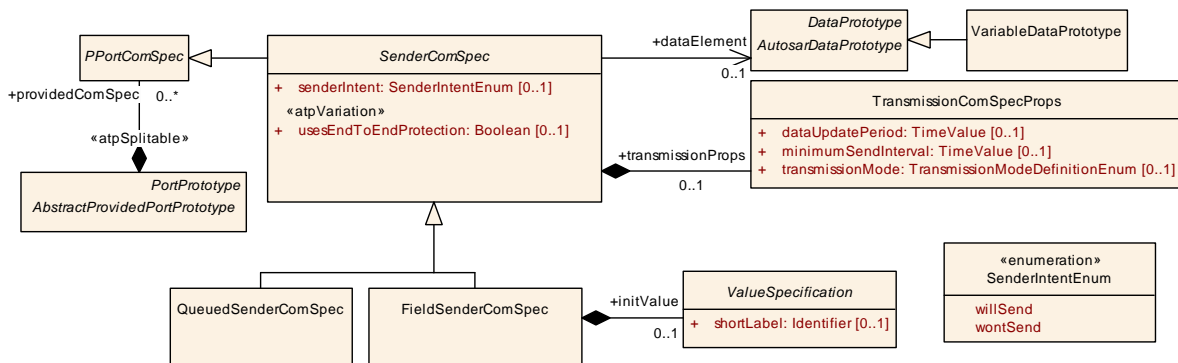 PPortComSpec
+providedComSpec
0..*
«atpSplitable»
PortPrototype
AbstractProvidedPortPrototype
SenderComSpec
+ senderIntent: SenderIntentEnum [0..1]
«atpVariation»
+ usesEndToEndProtection: Boolean [0..1]
+dataElement
0..1
DataPrototype
AutosarDataPrototype
VariableDataPrototype
+transmissionProps
0..1
TransmissionComSpecProps
+ dataUpdatePeriod: TimeValue [0..1]
+ minimumSendInterval: TimeValue [0..1]
+ transmissionMode: TransmissionModeDefinitionEnum [0..1]
QueuedSenderComSpec
FieldSenderComSpec
+initValue
0..1
ValueSpecification
+ shortLabel: Identifier [0..1]
«enumeration»
SenderIntentEnum
willSend
wontSend